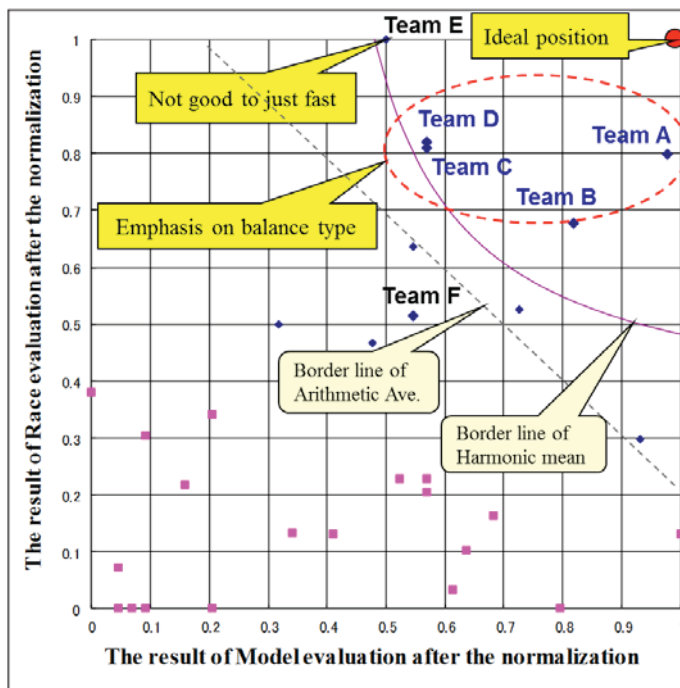 Team E
Ideal position
1
Not good to just fast
0.9
Team D
Team A
0.8
Team C
Team B
0.7
Emphasis on balance type
0.6
Team F
0.5
Border line of
Arithmetic Ave.
0.4
Border line of
Harmonic mean
0.3
0.2
0.1
0
0 0.1 0.2 0.3 0.4 0.5 0.6 0.7 0.8 0.9
The result of Race evaluation after the normalization
The result of Model evaluation after the normalization